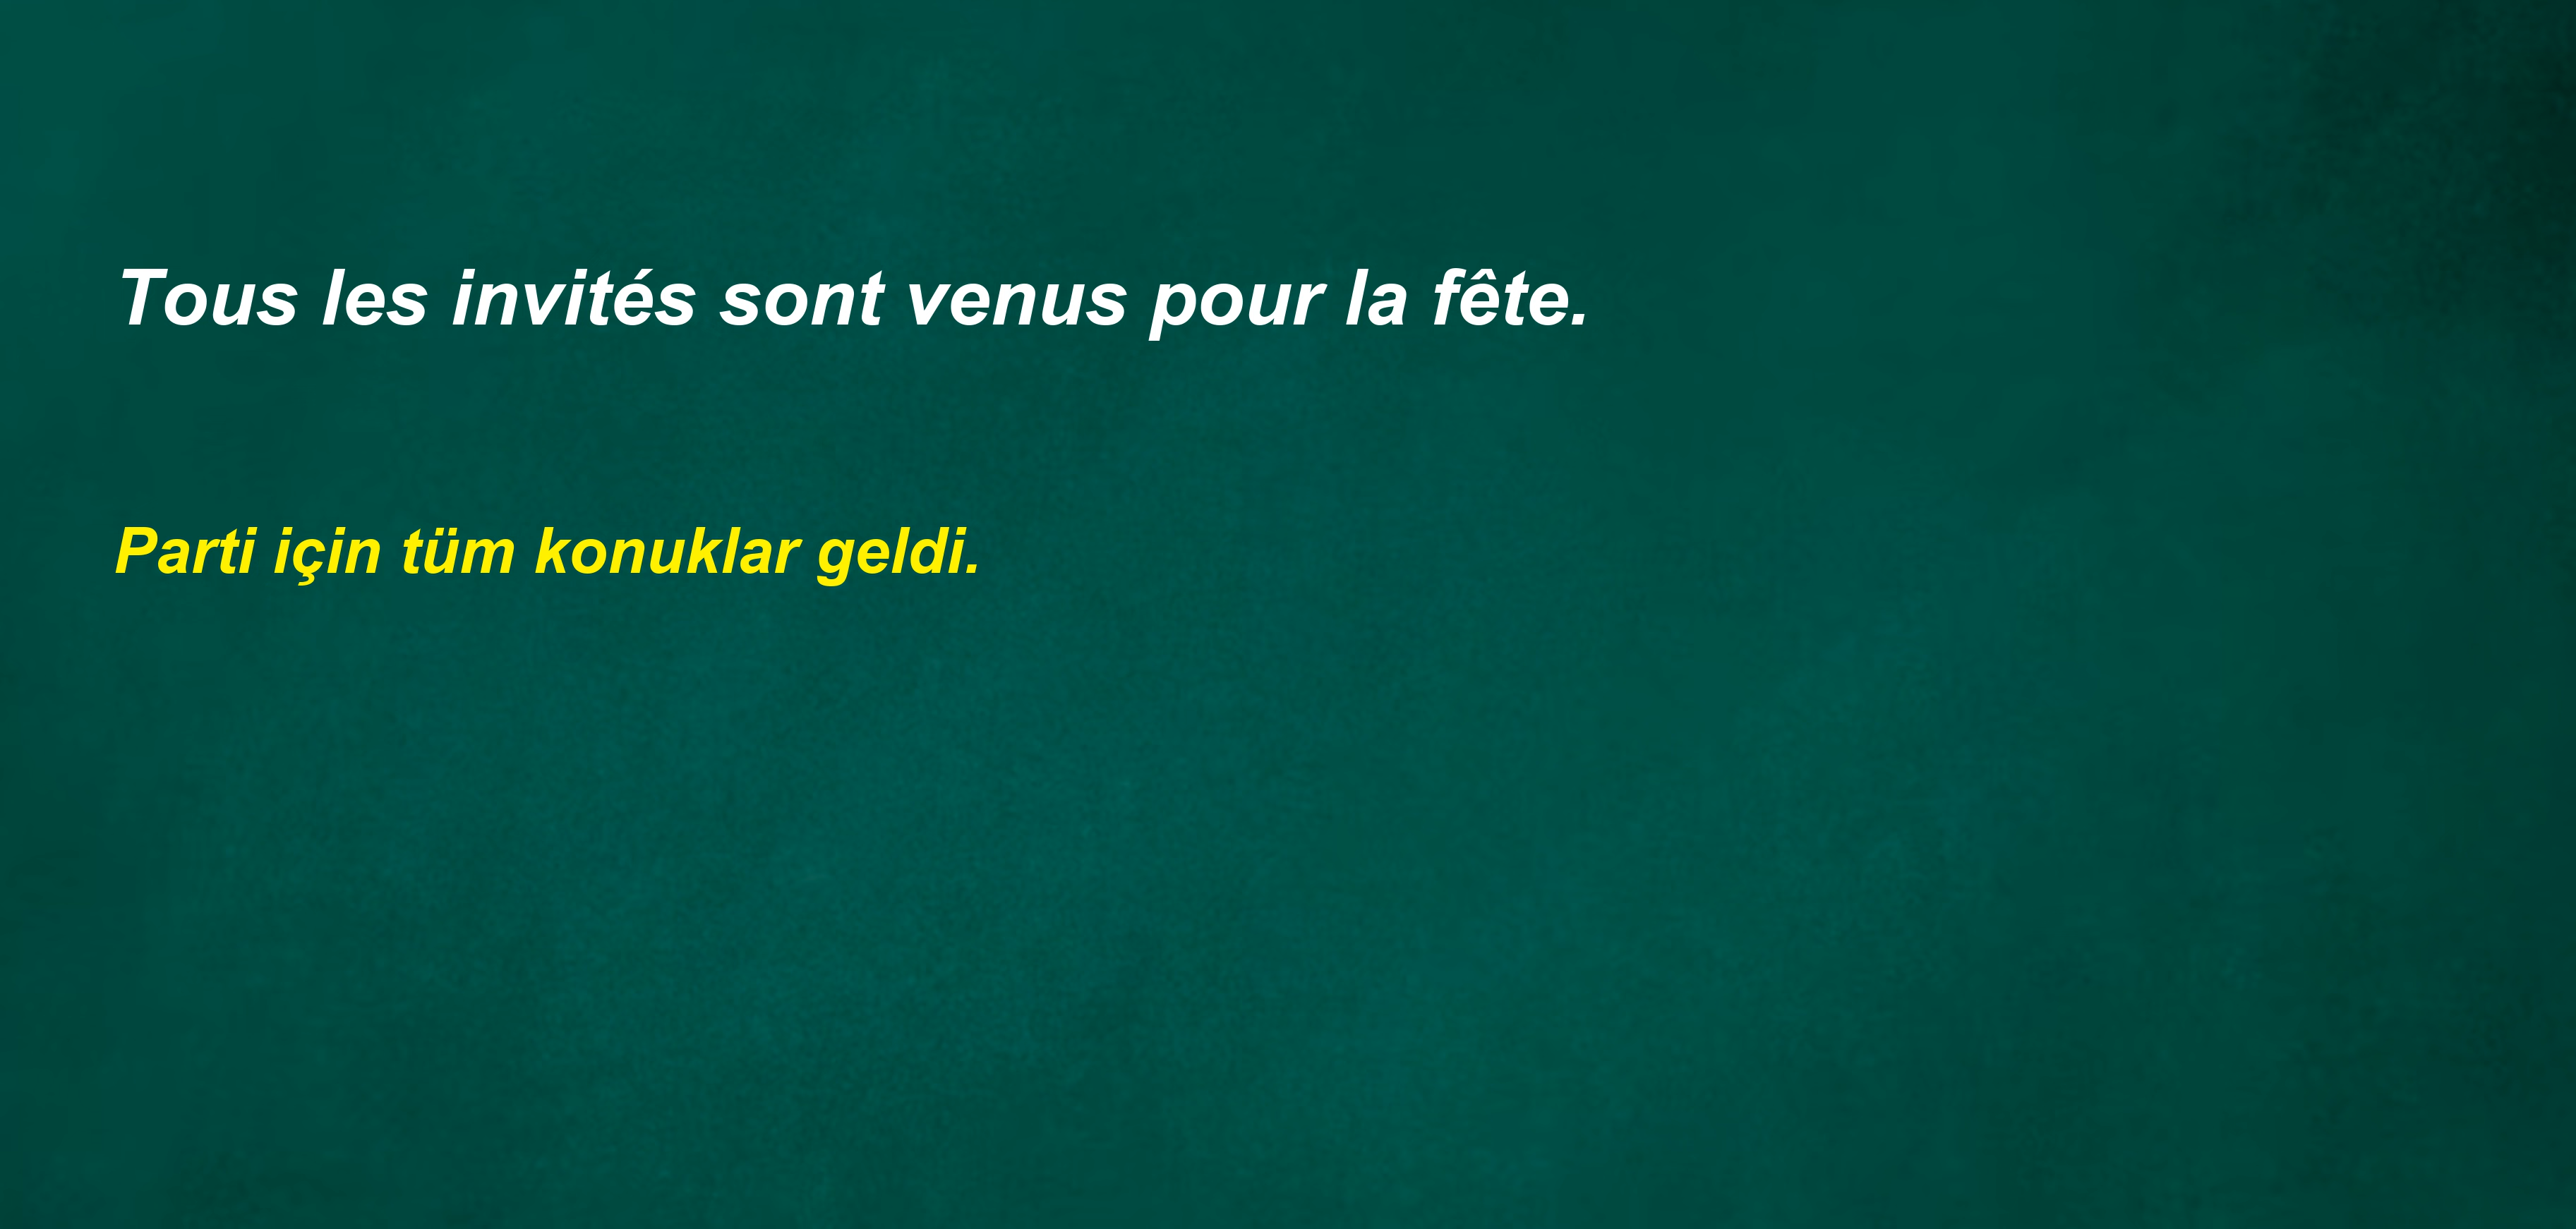 Tous les invités sont venus pour la fête.
Parti için tüm konuklar geldi.